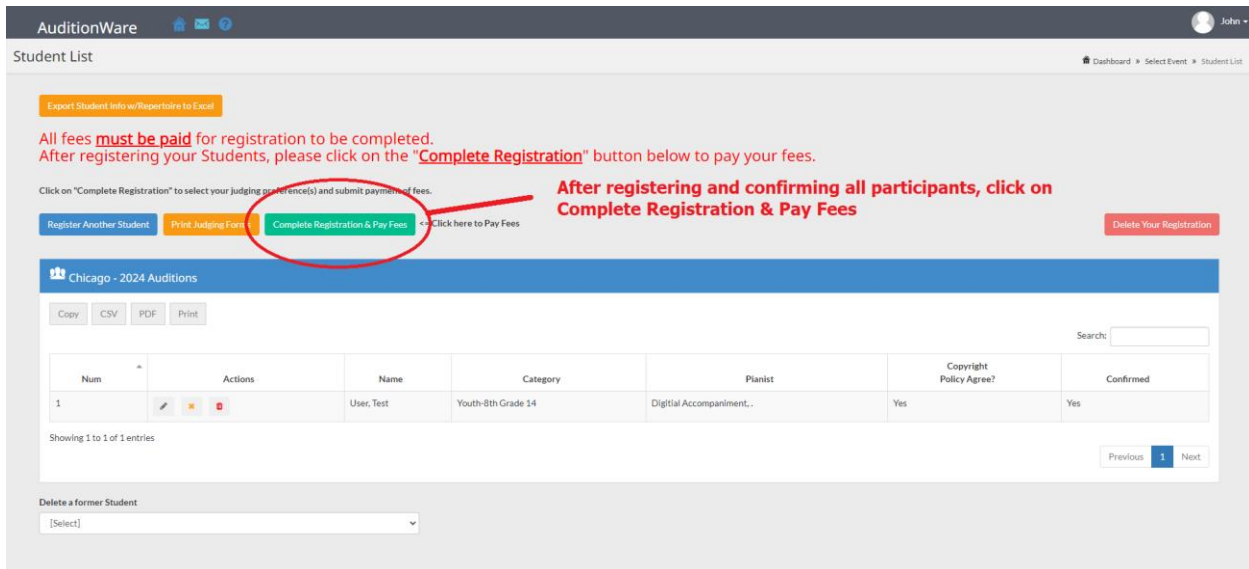 AuditionWare
John
Student List
Dashboard » Select Event » Student List
Export Student Info w/Repertoire to Excel
All fees must be paid for registration to be completed.
After registering your Students, please click on the "Complete Registration" button below to pay your fees.
Click on "Complete Registration" to select your judging preference(s) and submit payment of fees.
After registering and confirming all participants, click on
Complete Registration & Pay Fees
Register Another Student
Print Judging Forms
Complete Registration & Pay Fees
<=Click here to Pay Fees
Delete Your Registration
Chicago - 2024 Auditions
Copy CSV PDF Print
Search:
Num Actions Name Category Pianist Copyright Policy Agree? Confirmed
1 User, Test Youth-8th Grade 14 Digitial Accompaniment, . Yes Yes
Showing 1 to 1 of 1 entries
Previous 1 Next
Delete a former Student
[Select]